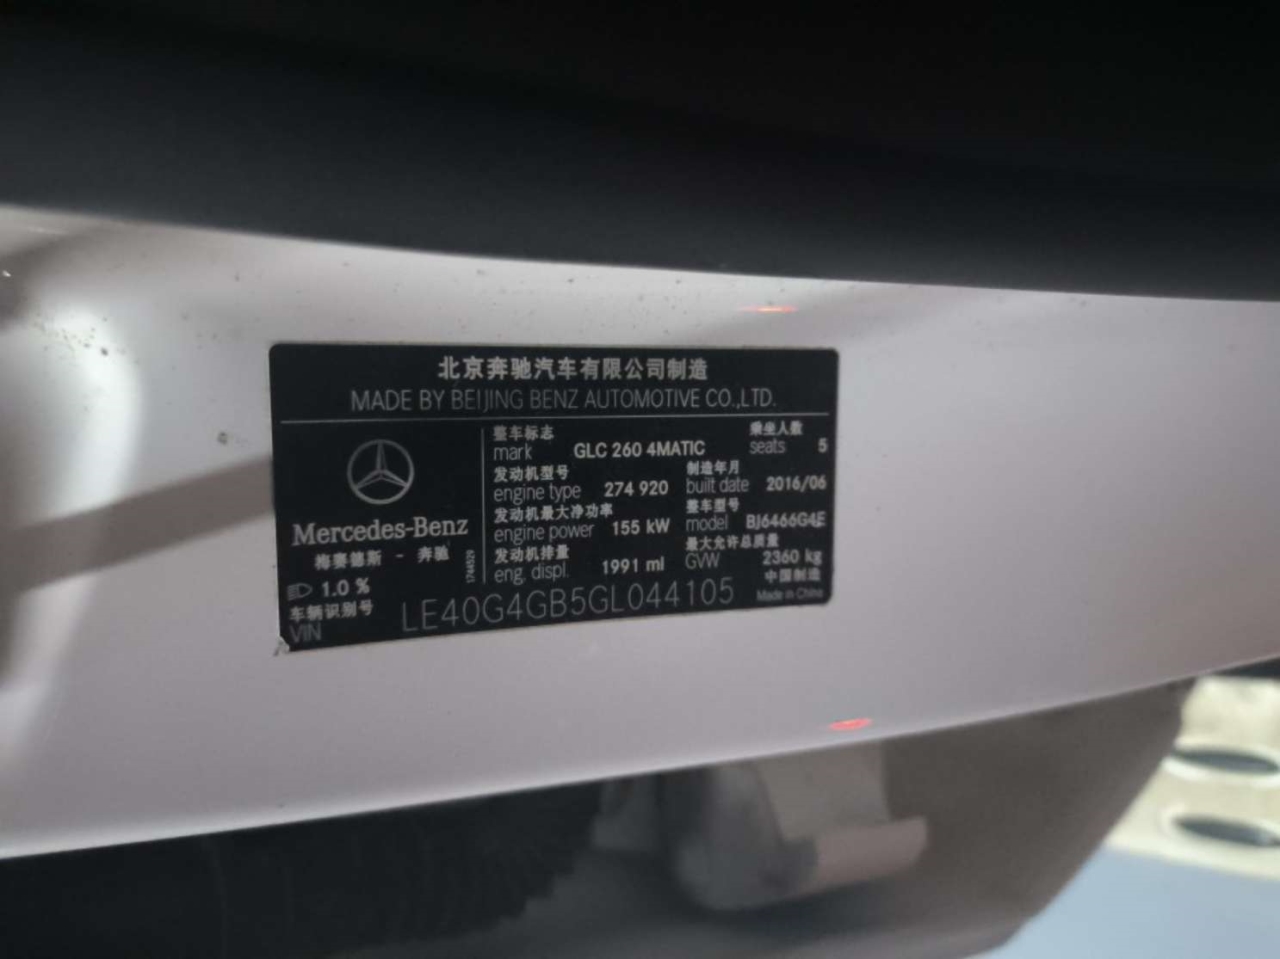 北京奔驰汽车有限公司制造
MADE BY BEIJING BENZ AUTOMOTIVE CO.,LTD.
Mercedes-Benz
梅赛德斯 - 奔驰
1.0 %
整车标志
mark GLC 260 4MATIC
乘坐人数
seats 5
发动机型号
engine type 274 920
制造年月
built date 2016/06
发动机最大净功率
engine power 155 kW
整车型号
model BJ6466G4E
发动机排量
eng. displ. 1991 ml
最大允许总质量
GVW 2360 kg
中国制造
Made in China
车辆识别号
VIN LE40G4GB5GL044105